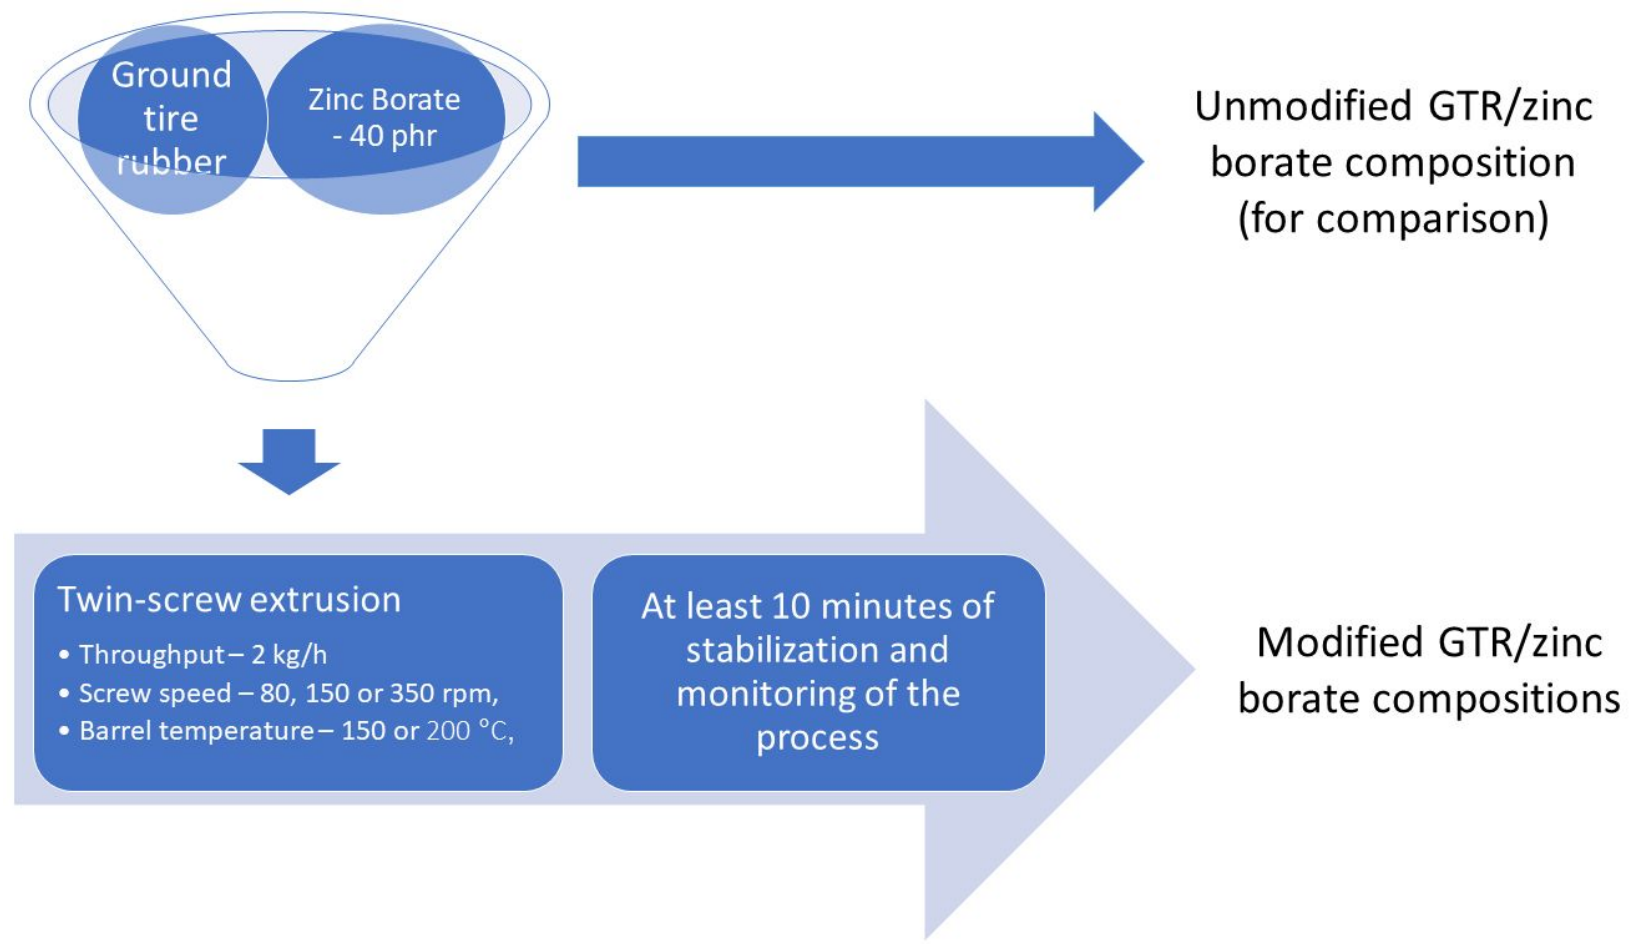 Ground
tire
rubber
Zinc Borate
- 40 phr
Unmodified GTR/zinc
borate composition
(for comparison)
Twin-screw extrusion
• Throughput – 2 kg/h
• Screw speed – 80, 150 or 350 rpm,
• Barrel temperature – 150 or 200 °C,
At least 10 minutes of
stabilization and
monitoring of the
process
Modified GTR/zinc
borate compositions